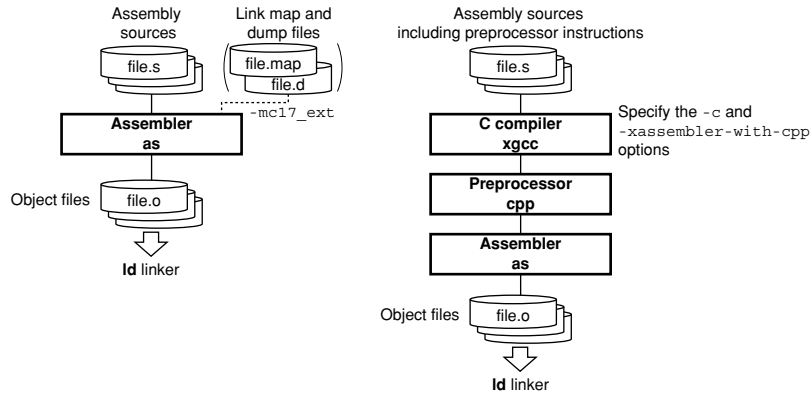 Assembly
sources
file.s
Link map and
dump files
file.map
file.d
-mc17_ext
Assembler
as
Object files
file.o
ld linker
Assembly sources
including preprocessor instructions
file.s
C compiler
xgcc
Specify the -c and
-xassembler-with-cpp
options
Preprocessor
cpp
Assembler
as
Object files
file.o
ld linker